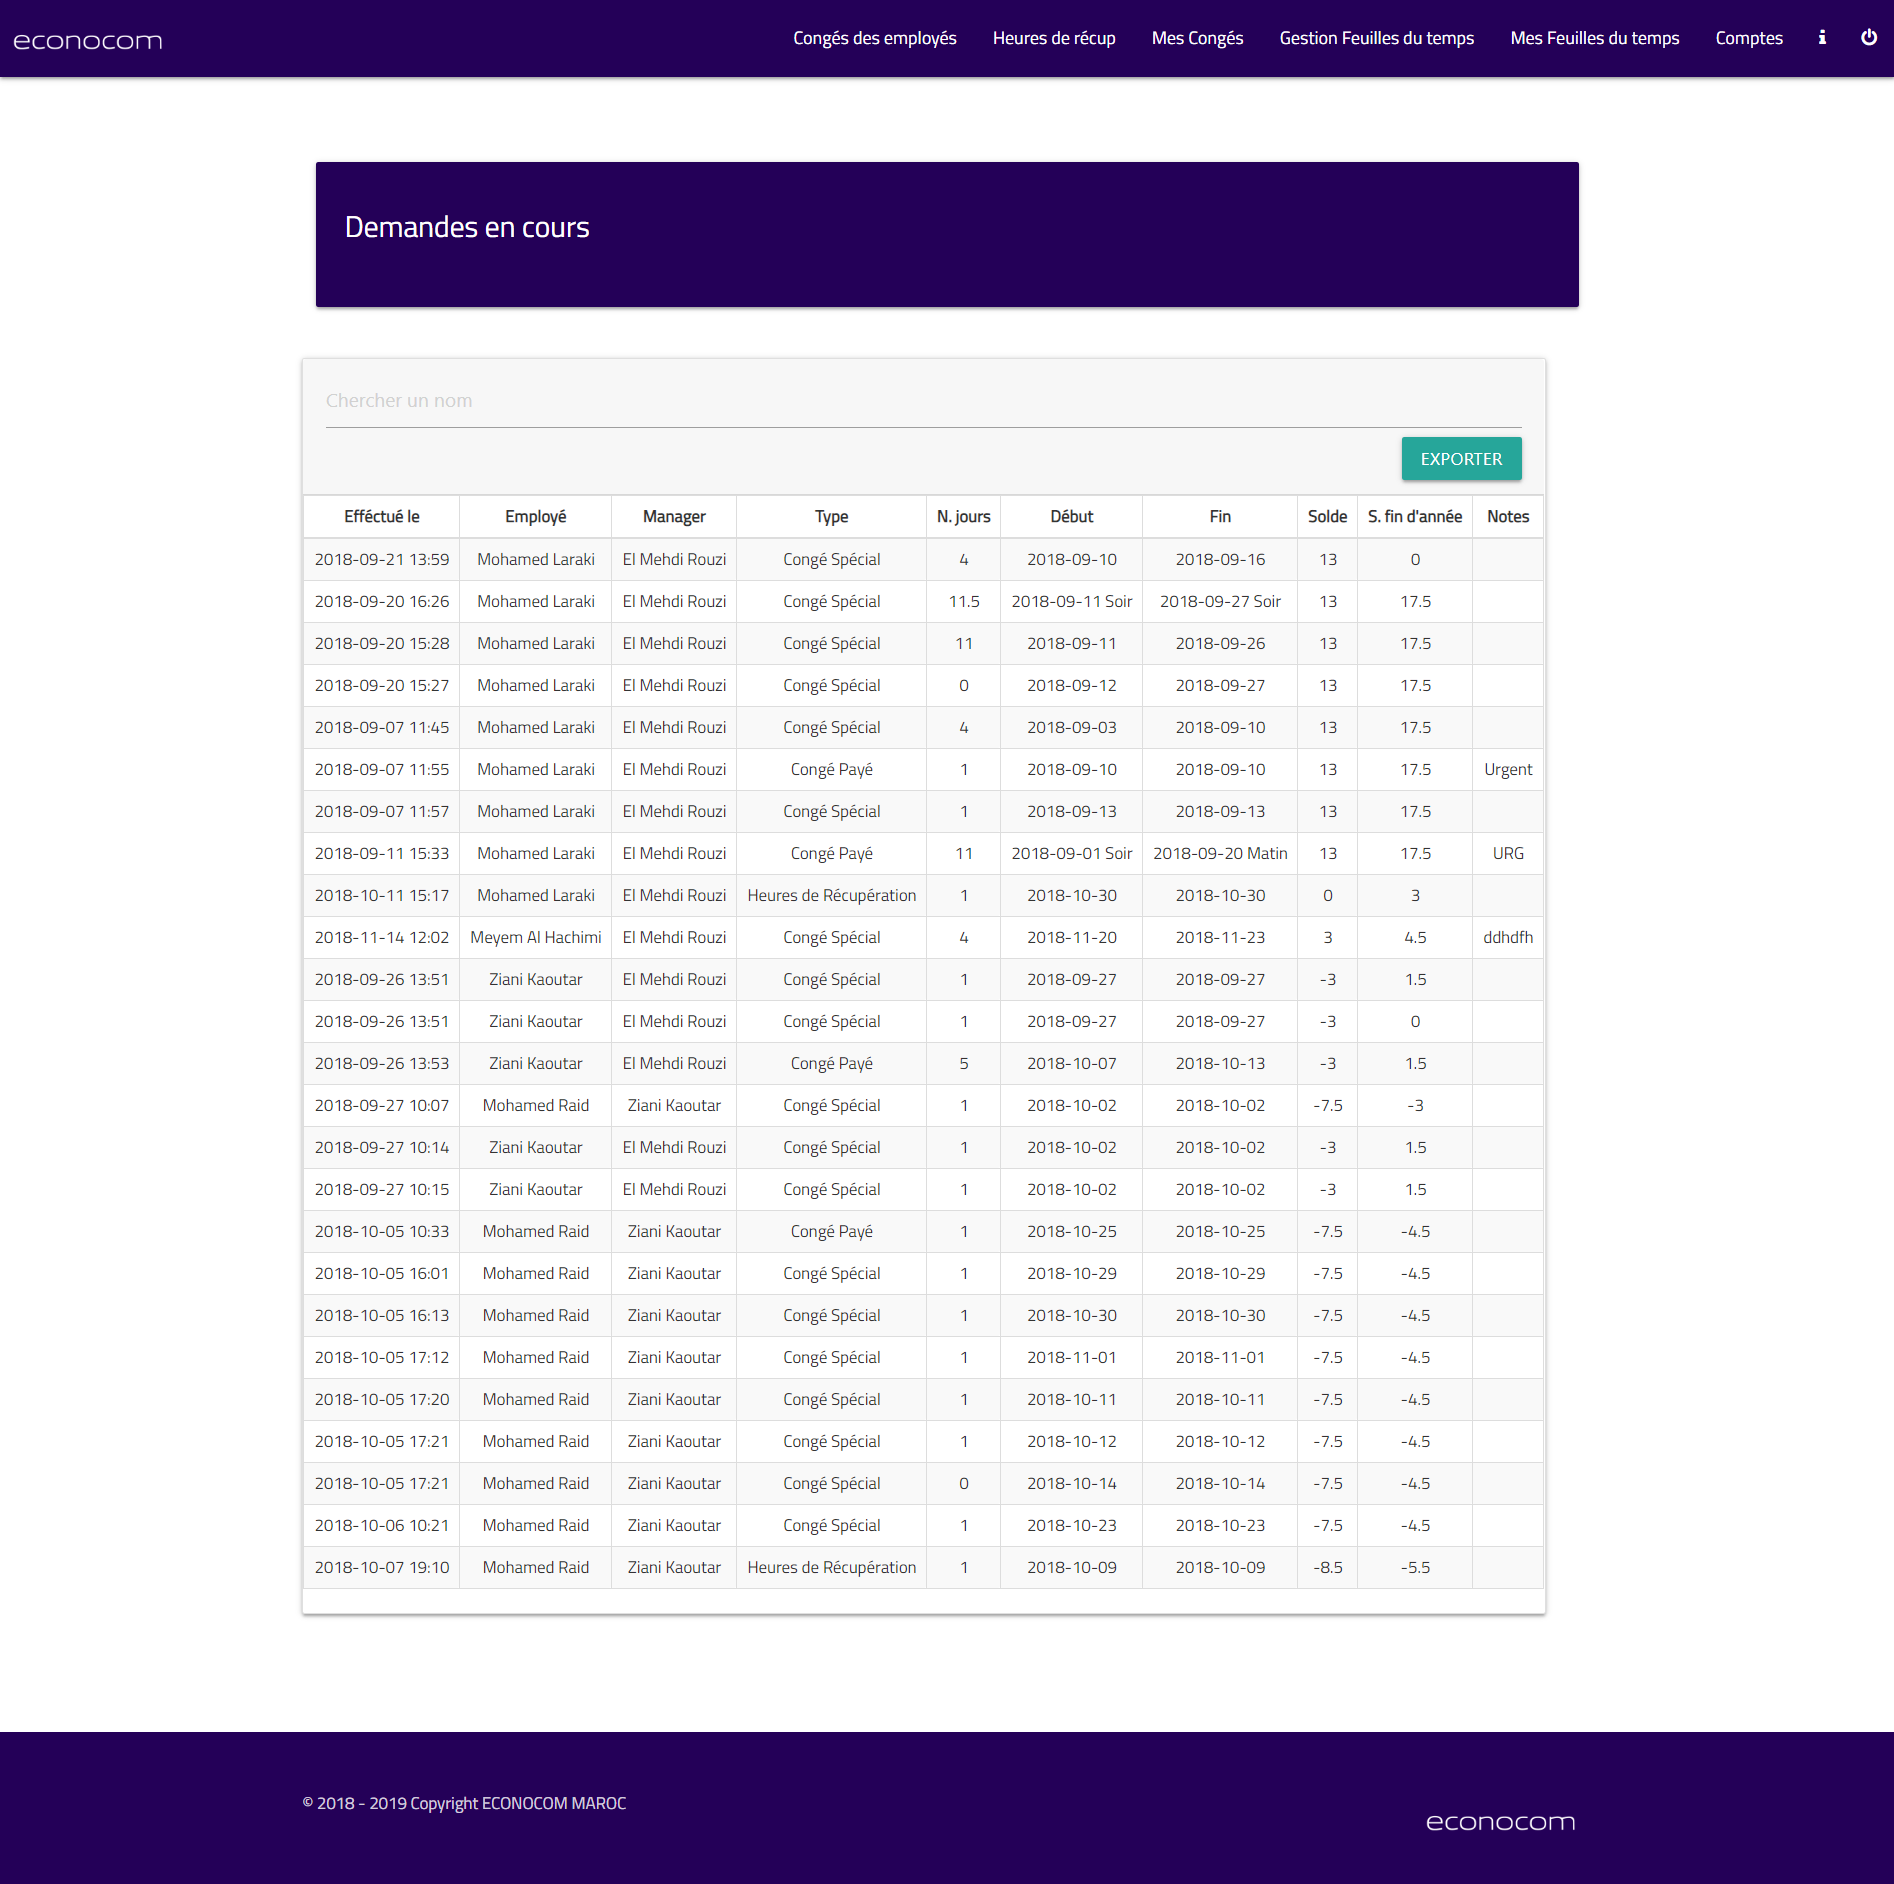 econocom
Congés des employés Heures de récup Mes Congés Gestion Feuilles du temps Mes Feuilles du temps Comptes
Demandes en cours
Chercher un nom
EXPORTER
Efféctué le Employé Manager Type N. jours Début Fin Solde S. fin d'année Notes
2018-09-21 13:59 Mohamed Laraki El Mehdi Rouzi Congé Spécial 4 2018-09-10 2018-09-16 13 0
2018-09-20 16:26 Mohamed Laraki El Mehdi Rouzi Congé Spécial 11.5 2018-09-11 Soir 2018-09-27 Soir 13 17.5
2018-09-20 15:28 Mohamed Laraki El Mehdi Rouzi Congé Spécial 11 2018-09-11 2018-09-26 13 17.5
2018-09-20 15:27 Mohamed Laraki El Mehdi Rouzi Congé Spécial 0 2018-09-12 2018-09-27 13 17.5
2018-09-07 11:45 Mohamed Laraki El Mehdi Rouzi Congé Spécial 4 2018-09-03 2018-09-10 13 17.5
2018-09-07 11:55 Mohamed Laraki El Mehdi Rouzi Congé Payé 1 2018-09-10 2018-09-10 13 17.5 Urgent
2018-09-07 11:57 Mohamed Laraki El Mehdi Rouzi Congé Spécial 1 2018-09-13 2018-09-13 13 17.5
2018-09-11 15:33 Mohamed Laraki El Mehdi Rouzi Congé Payé 11 2018-09-01 Soir 2018-09-20 Matin 13 17.5 URG
2018-10-11 15:17 Mohamed Laraki El Mehdi Rouzi Heures de Récupération 1 2018-10-30 2018-10-30 0 3
2018-11-14 12:02 Meyem Al Hachimi El Mehdi Rouzi Congé Spécial 4 2018-11-20 2018-11-23 3 4.5 ddhdfh
2018-09-26 13:51 Ziani Kaoutar El Mehdi Rouzi Congé Spécial 1 2018-09-27 2018-09-27 -3 1.5
2018-09-26 13:51 Ziani Kaoutar El Mehdi Rouzi Congé Spécial 1 2018-09-27 2018-09-27 -3 0
2018-09-26 13:53 Ziani Kaoutar El Mehdi Rouzi Congé Payé 5 2018-10-07 2018-10-13 -3 1.5
2018-09-27 10:07 Mohamed Raid Ziani Kaoutar Congé Spécial 1 2018-10-02 2018-10-02 -7.5 -3
2018-09-27 10:14 Ziani Kaoutar El Mehdi Rouzi Congé Spécial 1 2018-10-02 2018-10-02 -3 1.5
2018-09-27 10:15 Ziani Kaoutar El Mehdi Rouzi Congé Spécial 1 2018-10-02 2018-10-02 -3 1.5
2018-10-05 10:33 Mohamed Raid Ziani Kaoutar Congé Payé 1 2018-10-25 2018-10-25 -7.5 -4.5
2018-10-05 16:01 Mohamed Raid Ziani Kaoutar Congé Spécial 1 2018-10-29 2018-10-29 -7.5 -4.5
2018-10-05 16:13 Mohamed Raid Ziani Kaoutar Congé Spécial 1 2018-10-30 2018-10-30 -7.5 -4.5
2018-10-05 17:12 Mohamed Raid Ziani Kaoutar Congé Spécial 1 2018-11-01 2018-11-01 -7.5 -4.5
2018-10-05 17:20 Mohamed Raid Ziani Kaoutar Congé Spécial 1 2018-10-11 2018-10-11 -7.5 -4.5
2018-10-05 17:21 Mohamed Raid Ziani Kaoutar Congé Spécial 1 2018-10-12 2018-10-12 -7.5 -4.5
2018-10-05 17:21 Mohamed Raid Ziani Kaoutar Congé Spécial 0 2018-10-14 2018-10-14 -7.5 -4.5
2018-10-06 10:21 Mohamed Raid Ziani Kaoutar Congé Spécial 1 2018-10-23 2018-10-23 -7.5 -4.5
2018-10-07 19:10 Mohamed Raid Ziani Kaoutar Heures de Récupération 1 2018-10-09 2018-10-09 -8.5 -5.5
© 2018 - 2019 Copyright ECONOCOM MAROC
econocom